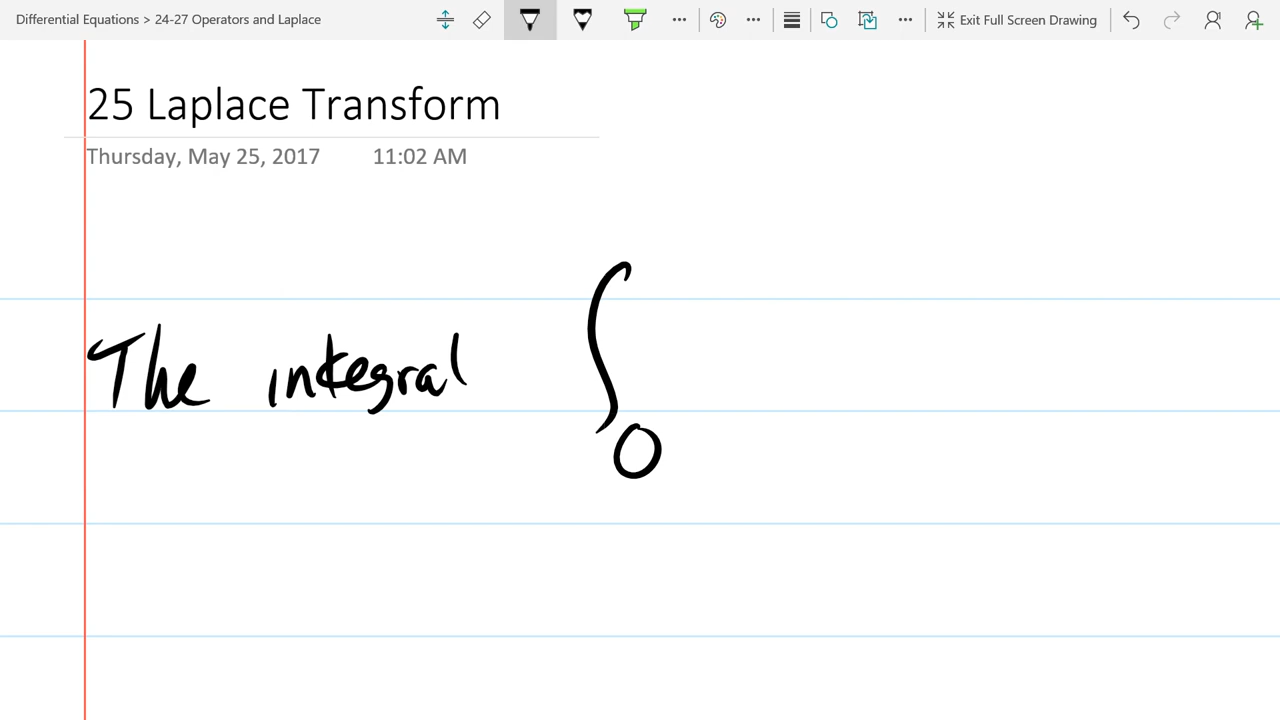 Differential Equations > 24-27 Operators and Laplace
Exit Full Screen Drawing
25 Laplace Transform
Thursday, May 25, 2017 11:02 AM
The integral ∫₀